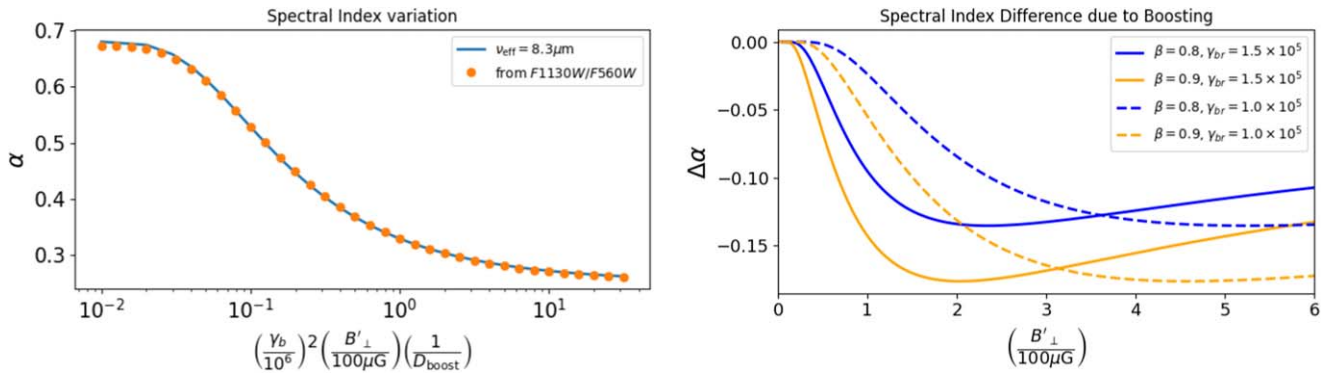 Spectral Index variation
0.7
0.6
0.5
0.4
0.3
α
ν_eff = 8.3μm
from F1130W/F560W
10^-2 10^-1 10^0 10^1
(γ_b/10^6)^2 (B'_⊥/100μG)(1/D_boost)
Spectral Index Difference due to Boosting
0.00
−0.05
−0.10
−0.15
Δα
β = 0.8, γ_br = 1.5 × 10^5
β = 0.9, γ_br = 1.5 × 10^5
β = 0.8, γ_br = 1.0 × 10^5
β = 0.9, γ_br = 1.0 × 10^5
0 1 2 3 4 5 6
(B'_⊥/100μG)